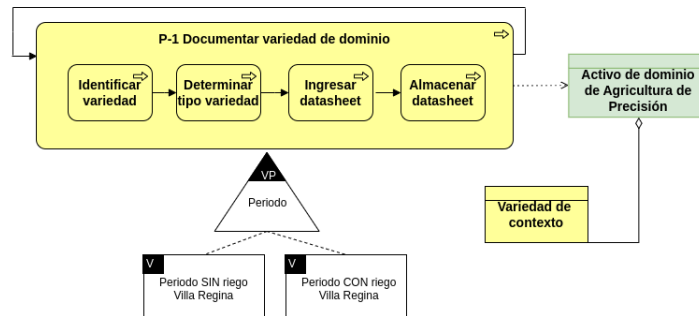 P-1 Documentar variedad de dominio
Identificar
variedad
Determinar
tipo variedad
Ingresar
datasheet
Almacenar
datasheet
Activo de dominio
de Agricultura de
Precisión
VP
Periodo
Variedad de
contexto
V
Periodo SIN riego
Villa Regina
V
Periodo CON riego
Villa Regina